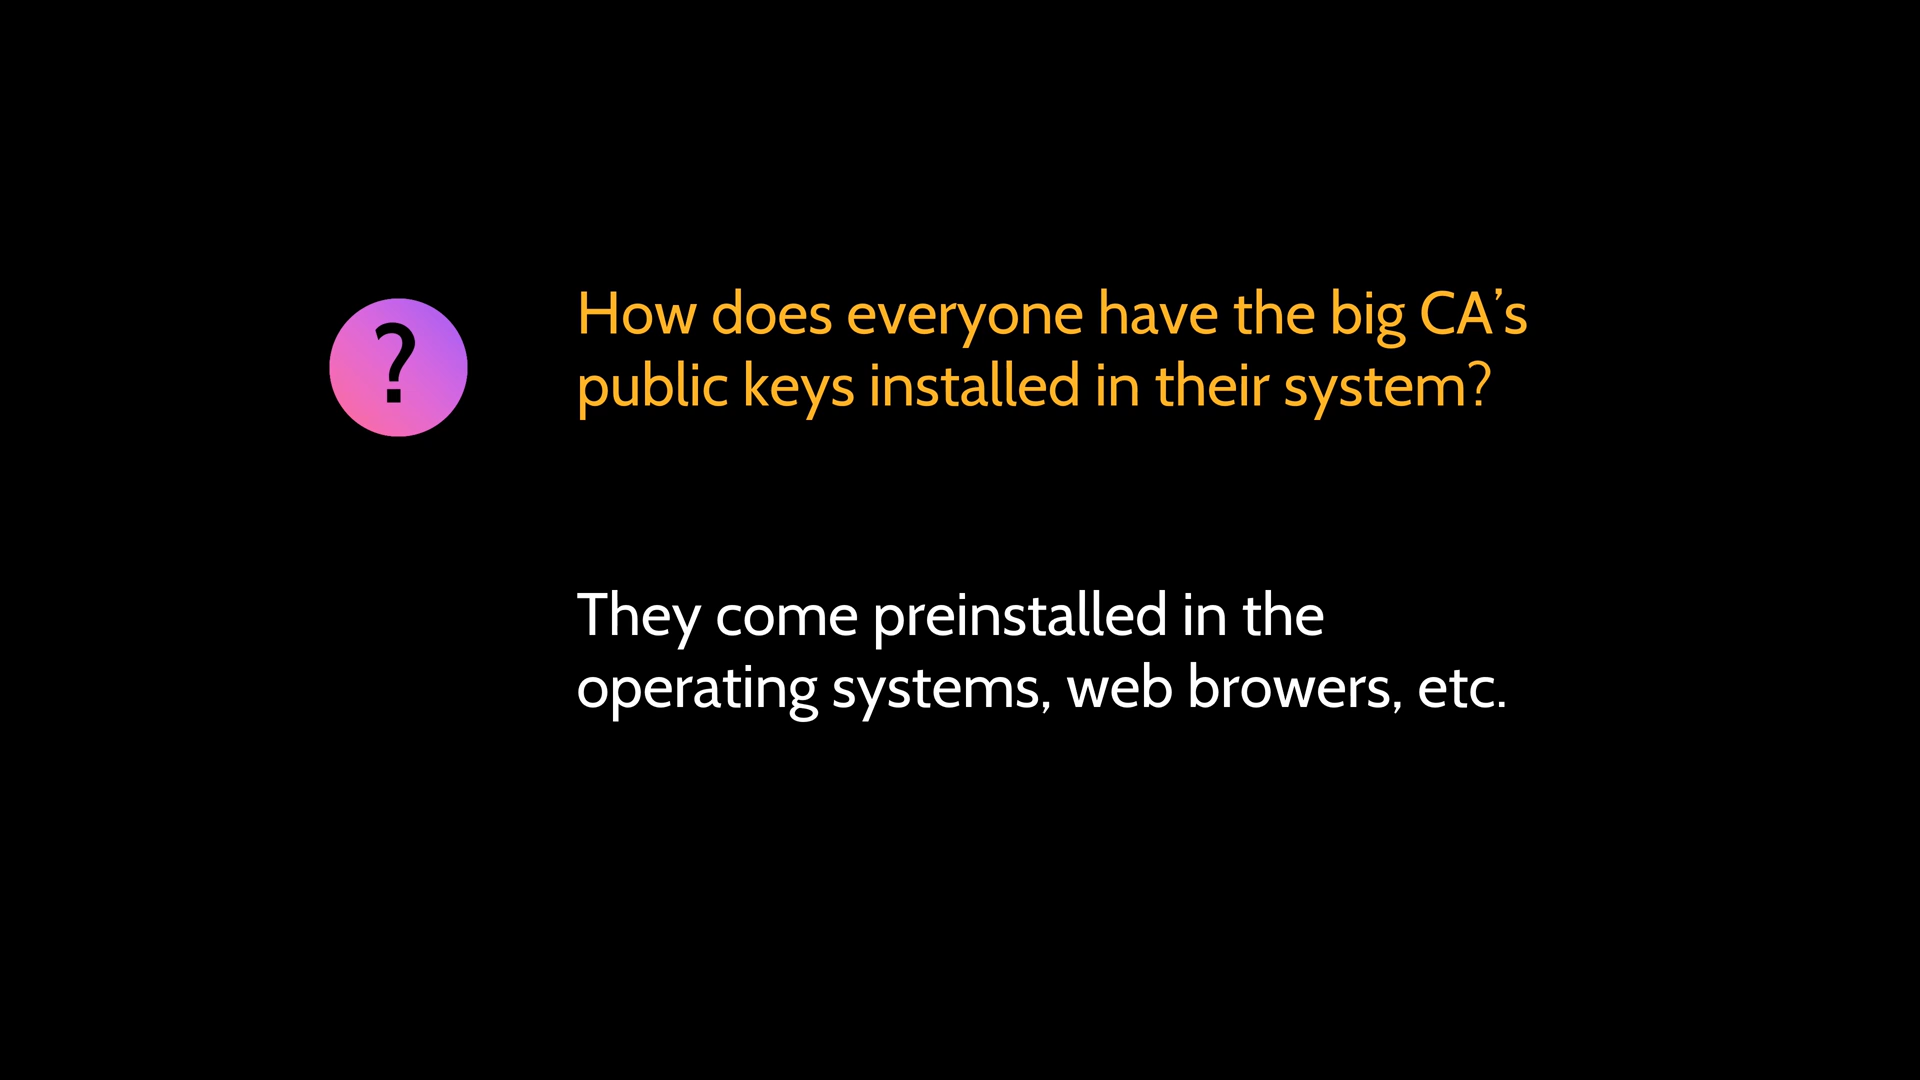 ?
How does everyone have the big CA’s
public keys installed in their system?
They come preinstalled in the
operating systems, web browers, etc.